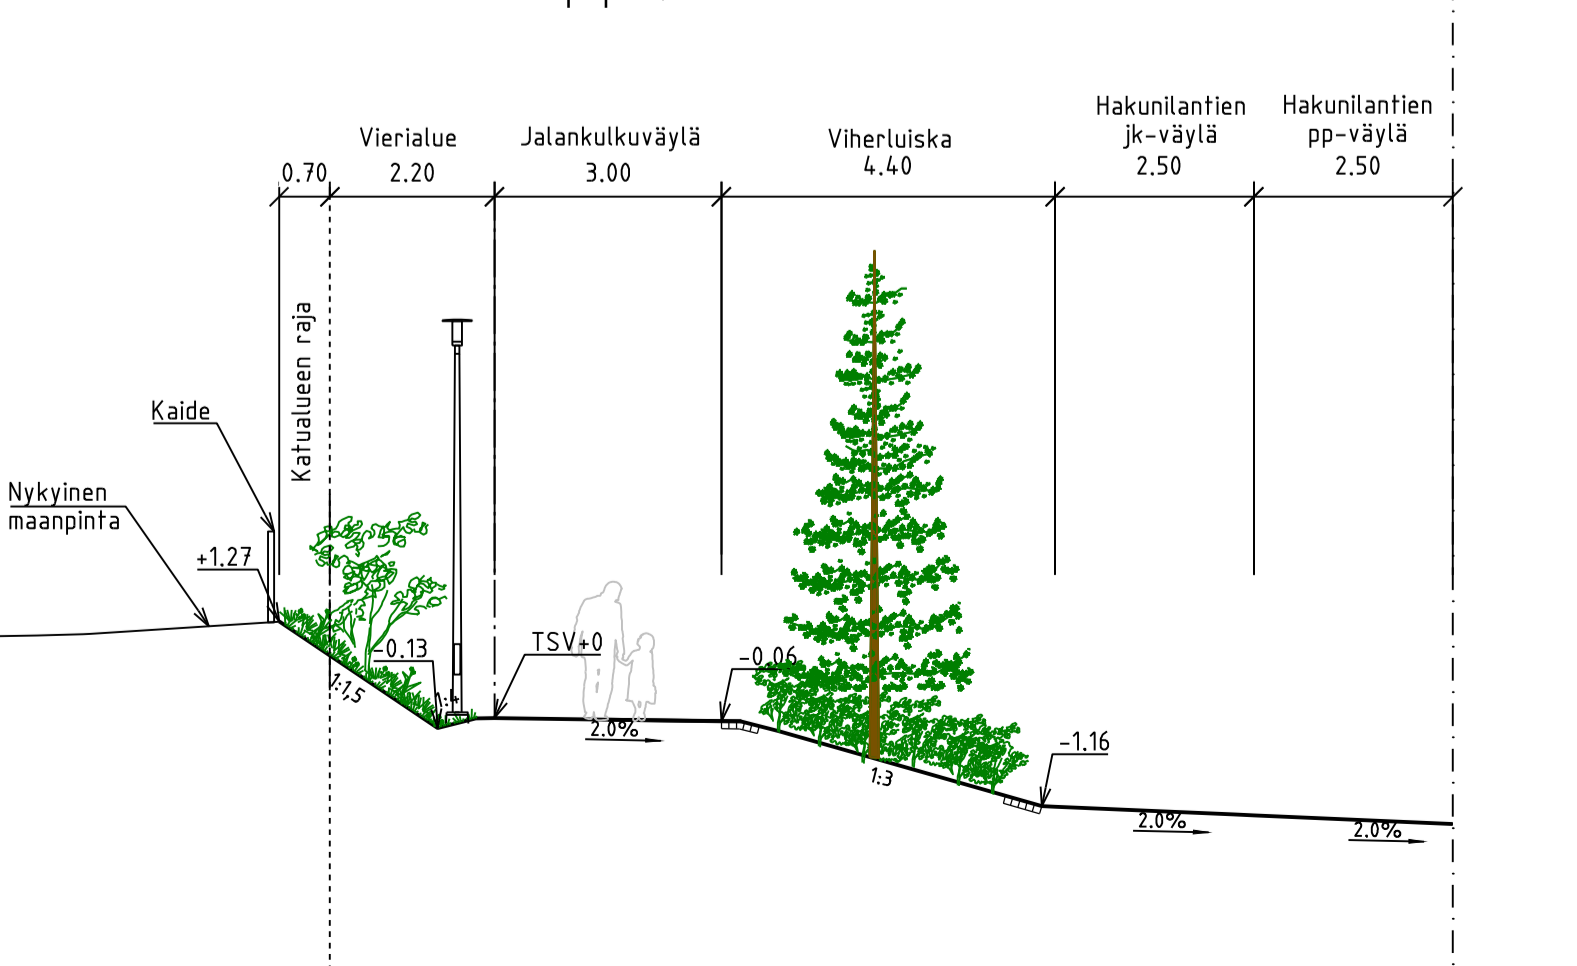 Hakunilantien
jk-väylä
2.50
Hakunilantien
pp-väylä
2.50
Vierialue
2.20
Jalankulkuväylä
3.00
Viherluiska
4.40
0.70
Katualueen raja
Kaide
Nykyinen
maanpinta
+1.27
-0.13
TSV+0
-0.06
-1.16
1:1,5
2.0%
1:3
2.0%
2.0%